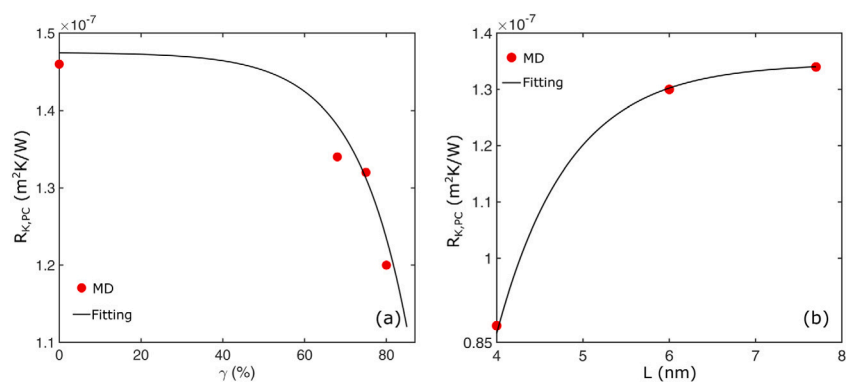 ×10⁻⁷
1.5
1.4
1.3
1.2
1.1
R_K,PC (m²K/W)
MD
Fitting
(a)
0
20
40
60
80
γ (%)
×10⁻⁷
1.4
1.3
1.2
1.1
1
0.85
R_K,PC (m²K/W)
MD
Fitting
(b)
4
5
6
7
8
L (nm)